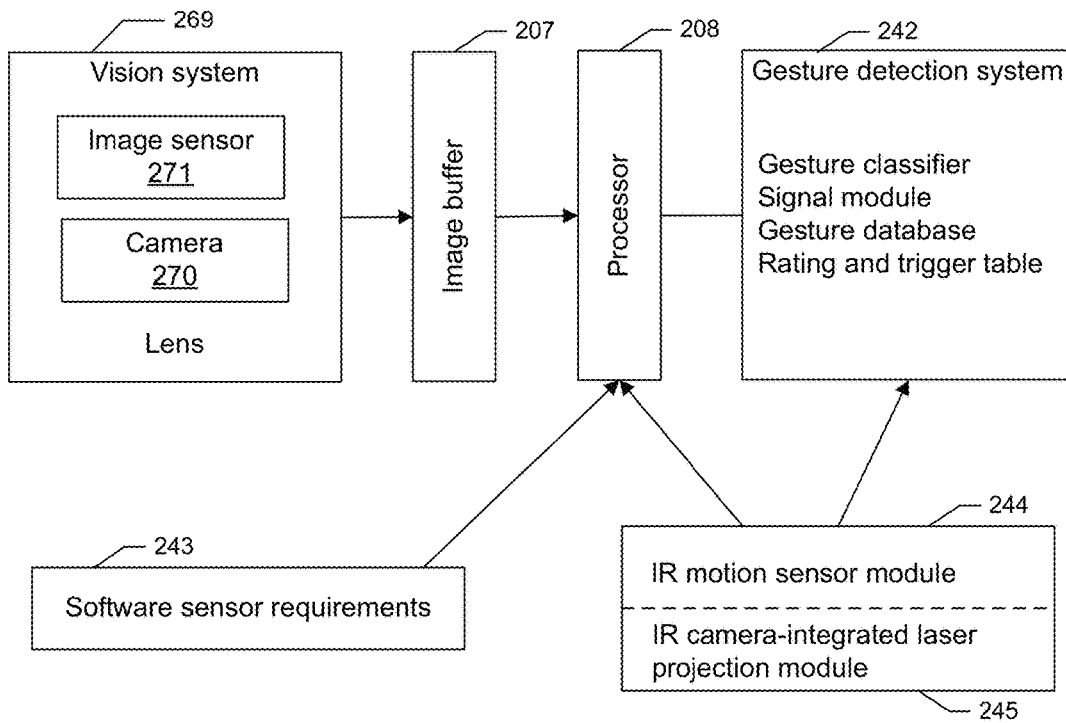 269
207
208
242
Vision system
Image sensor
271
Camera
270
Lens
Image buffer
Processor
Gesture detection system
Gesture classifier
Signal module
Gesture database
Rating and trigger table
243
Software sensor requirements
244
IR motion sensor module
IR camera-integrated laser
projection module
245